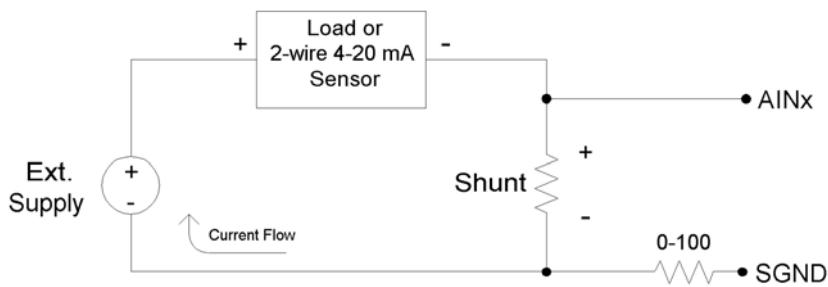 Load or
2-wire 4-20 mA
Sensor
+
-
AINx
Ext.
Supply
+
-
Shunt
+
-
Current Flow
0-100
SGND